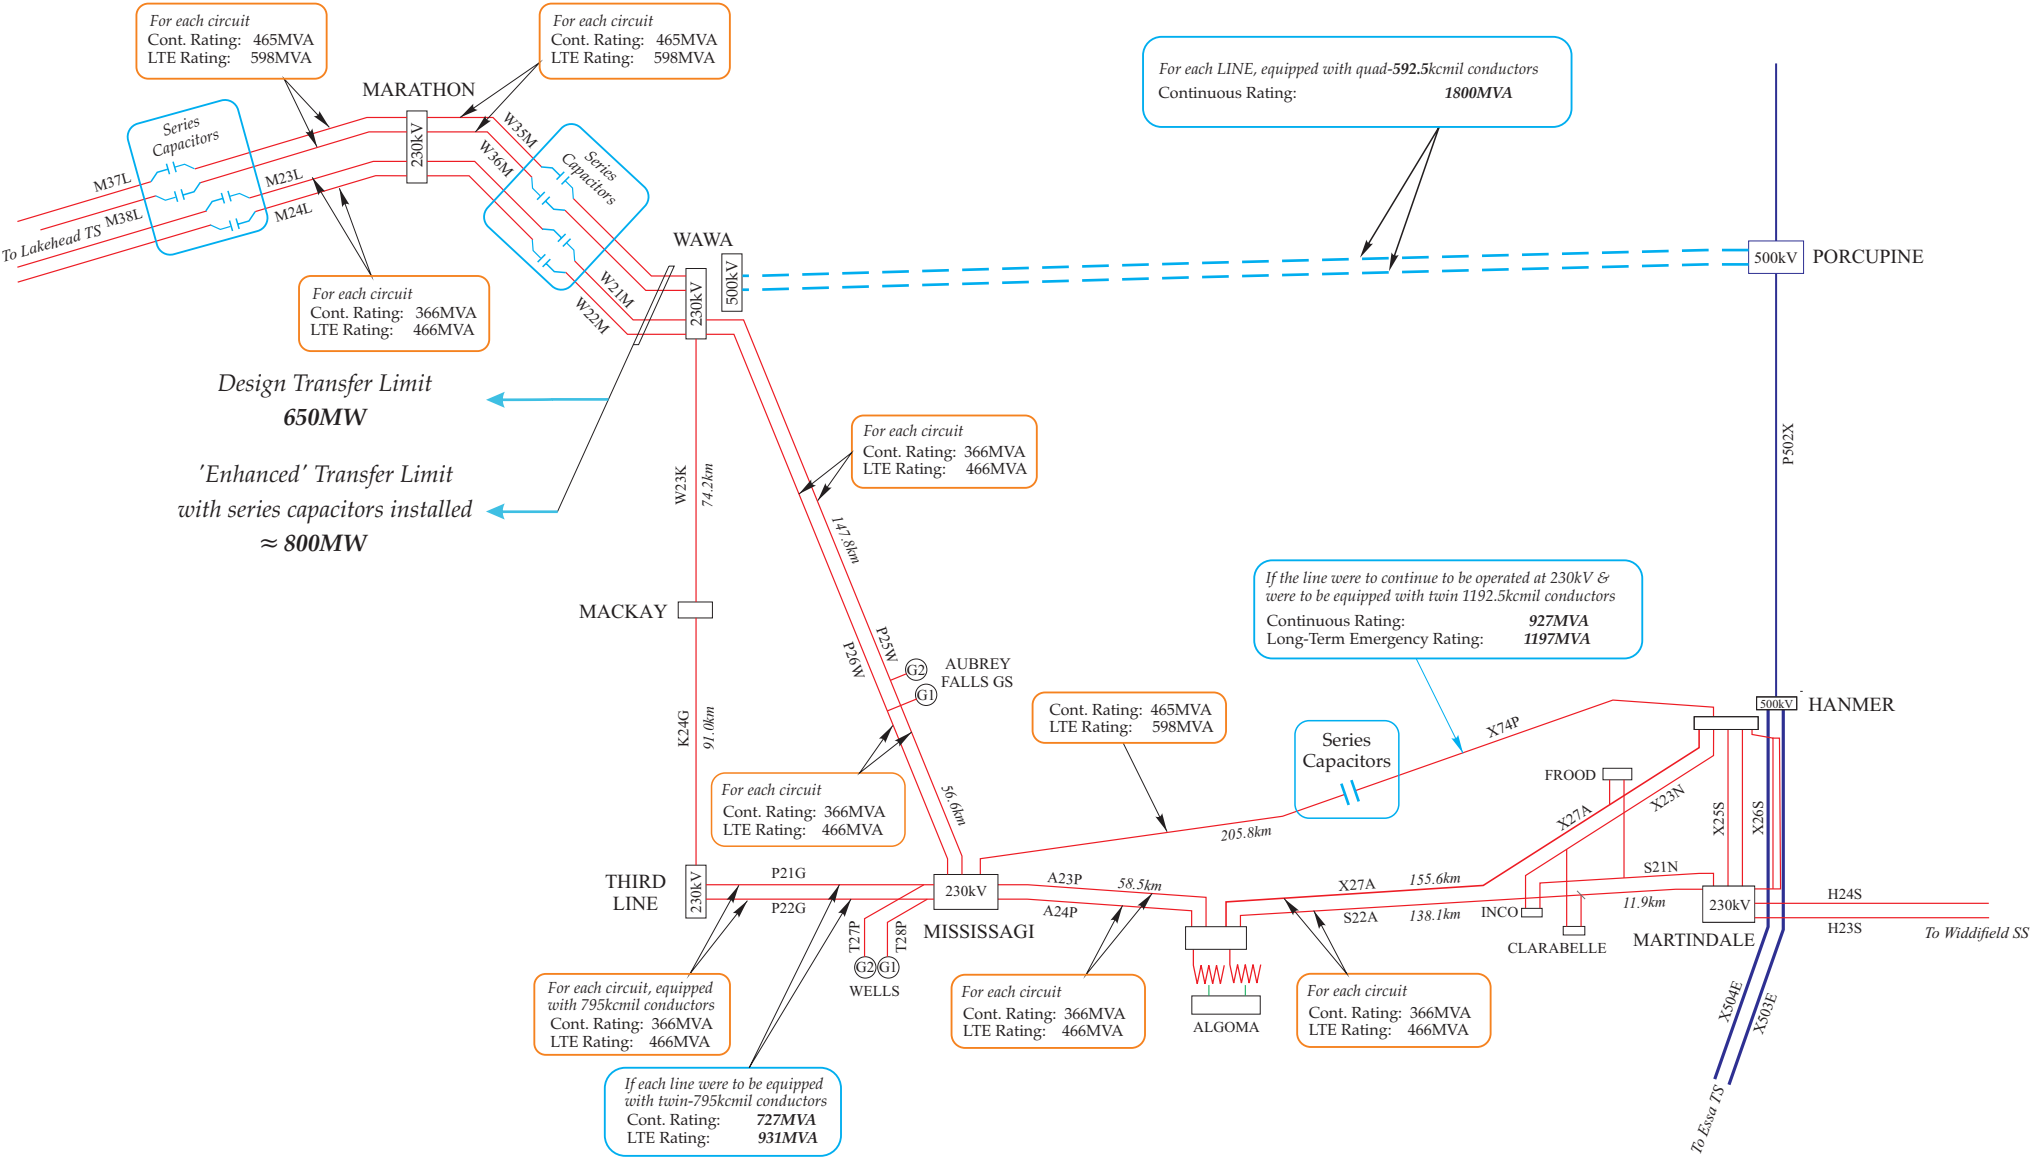 For each circuit
Cont. Rating: 465MVA
LTE Rating: 598MVA
For each circuit
Cont. Rating: 465MVA
LTE Rating: 598MVA
For each LINE, equipped with quad-592.5kcmil conductors
Continuous Rating: 1800MVA
MARATHON
230kV
Series
Capacitors
M37L
M38L
M23L
M24L
To Lakehead TS
W35M
W36M
Series
Capacitors
W21M
W22M
WAWA
230kV
500kV
500kV
PORCUPINE
For each circuit
Cont. Rating: 366MVA
LTE Rating: 466MVA
Design Transfer Limit
650MW
'Enhanced' Transfer Limit
with series capacitors installed
≈ 800MW
W23K
74.2km
For each circuit
Cont. Rating: 366MVA
LTE Rating: 466MVA
147.8km
P502X
MACKAY
K24G
91.0km
P25W
P26W
G2
G1
AUBREY
FALLS GS
56.6km
If the line were to continue to be operated at 230kV &
were to be equipped with twin 1192.5kcmil conductors
Continuous Rating: 927MVA
Long-Term Emergency Rating: 1197MVA
Cont. Rating: 465MVA
LTE Rating: 598MVA
Series
Capacitors
X74P
205.8km
500kV
HANMER
For each circuit
Cont. Rating: 366MVA
LTE Rating: 466MVA
FROOD
X27A
X23N
X25S
X26S
THIRD
LINE
230kV
P21G
P22G
230kV
MISSISSAGI
T27P
T28P
G2
G1
WELLS
A23P
58.5km
A24P
X27A
155.6km
S22A
138.1km
S21N
11.9km
INCO
CLARABELLE
230kV
MARTINDALE
H24S
H23S
To Widdifield SS
ALGOMA
For each circuit, equipped
with 795kcmil conductors
Cont. Rating: 366MVA
LTE Rating: 466MVA
For each circuit
Cont. Rating: 366MVA
LTE Rating: 466MVA
For each circuit
Cont. Rating: 366MVA
LTE Rating: 466MVA
If each line were to be equipped
with twin-795kcmil conductors
Cont. Rating: 727MVA
LTE Rating: 931MVA
X504E
X503E
To Essa TS